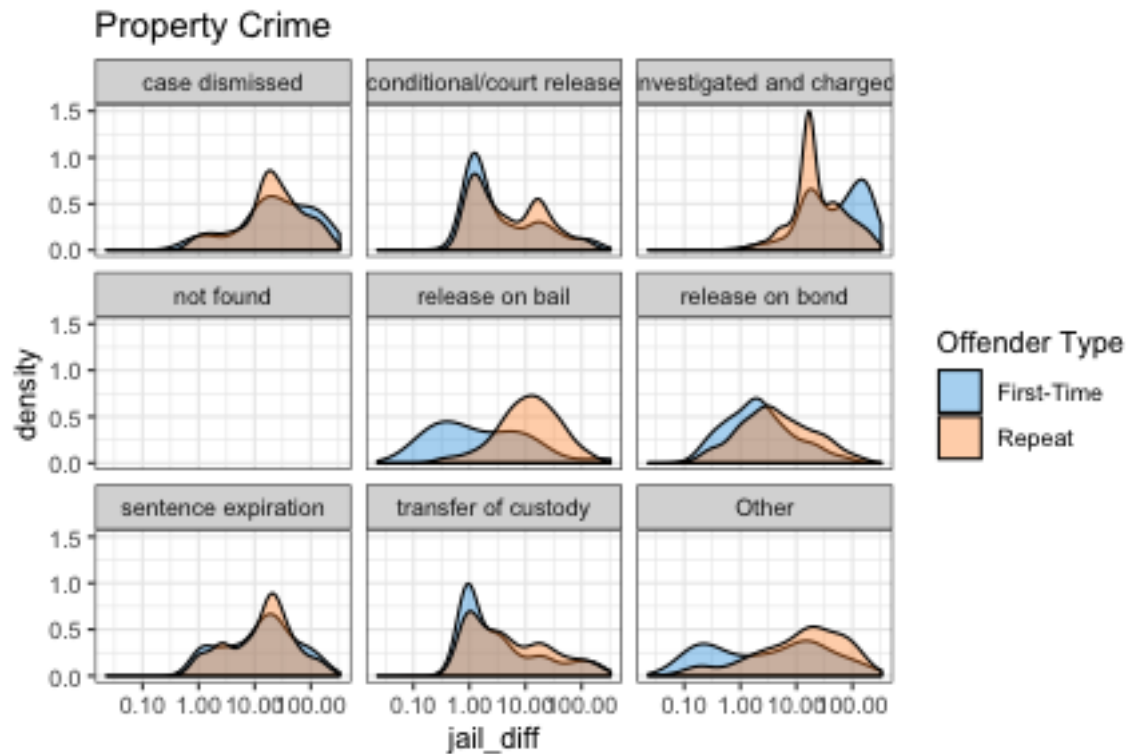 Property Crime
case dismissed conditional/court release nvestigated and charged
1.5
1.0
0.5
0.0
not found release on bail release on bond
1.5
1.0
0.5
0.0
sentence expiration transfer of custody Other
1.5
1.0
0.5
0.0
0.10 1.00 10.00 100.00 0.10 1.00 10.00 100.00 0.10 1.00 10.00 100.00
jail_diff
density
Offender Type
First-Time
Repeat